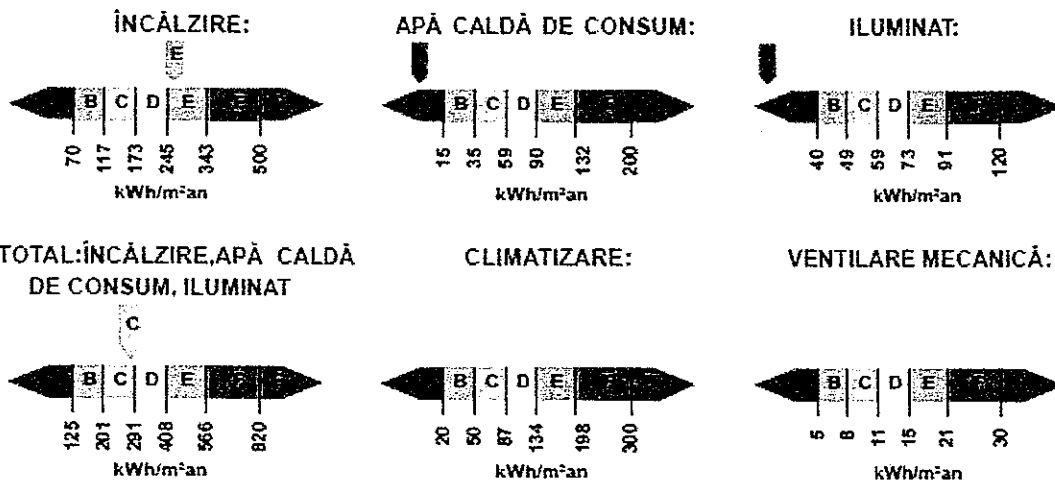 ÎNCĂLZIRE:
E
B C D E F
70 117 173 245 343 500
kWh/m²an
APĂ CALDĂ DE CONSUM:
B C D E
15 35 59 90 132 200
kWh/m²an
ILUMINAT:
B C D E
40 49 59 73 91 120
kWh/m²an
TOTAL:ÎNCĂLZIRE,APĂ CALDĂ
DE CONSUM, ILUMINAT
C
B C D E F
125 201 291 408 566 820
kWh/m²an
CLIMATIZARE:
B C D E
20 50 87 134 198 300
kWh/m²an
VENTILARE MECANICĂ:
B C D E
5 8 11 15 21 30
kWh/m²an